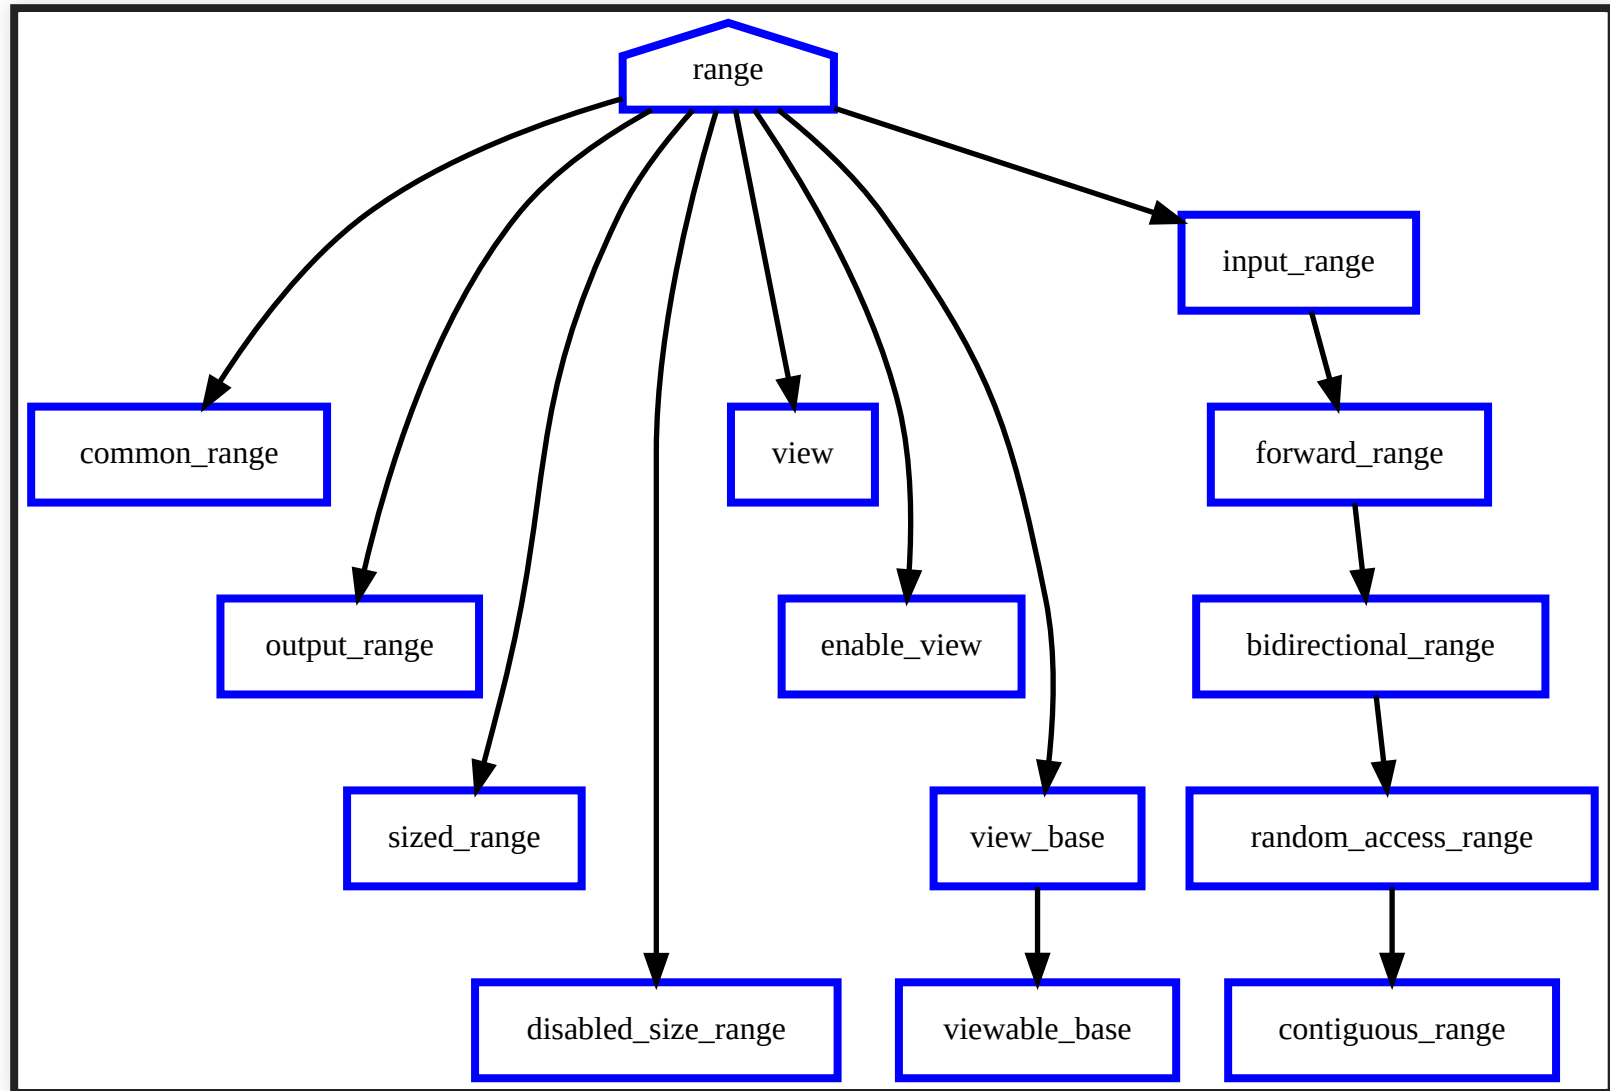 range
input_range
common_range
view
forward_range
output_range
enable_view
bidirectional_range
sized_range
view_base
random_access_range
disabled_size_range
viewable_base
contiguous_range